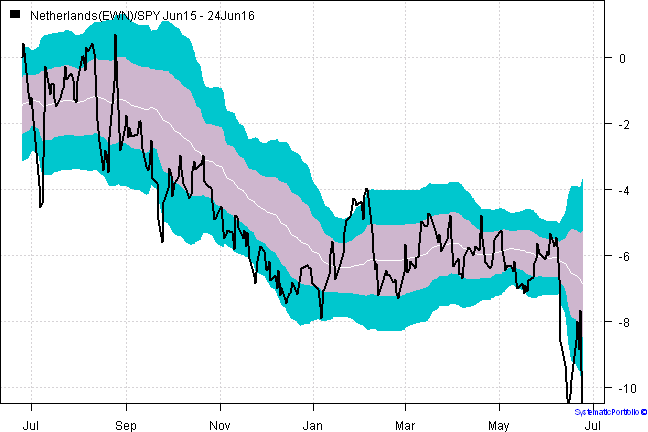 Netherlands(EWN)/SPY Jun15 - 24Jun16
0
-2
-4
-6
-8
-10
Jul Sep Nov Jan Mar May Jul
SystematicPortfolio ©